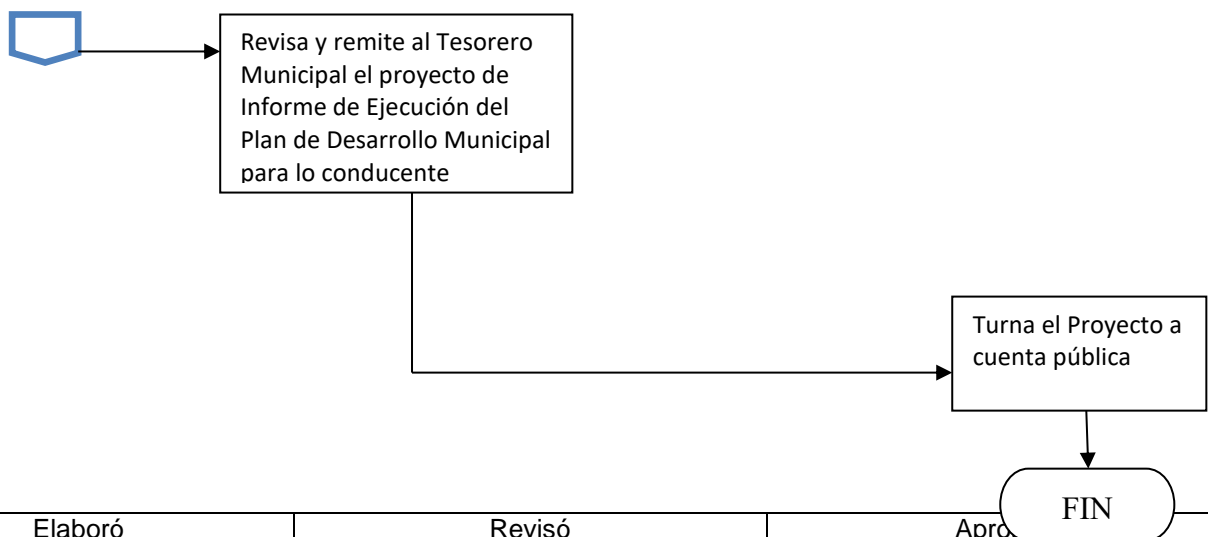 Revisa y remite al Tesorero
Municipal el proyecto de
Informe de Ejecución del
Plan de Desarrollo Municipal
para lo conducente
Turna el Proyecto a
cuenta pública
FIN
Elaboró Revisó Apro